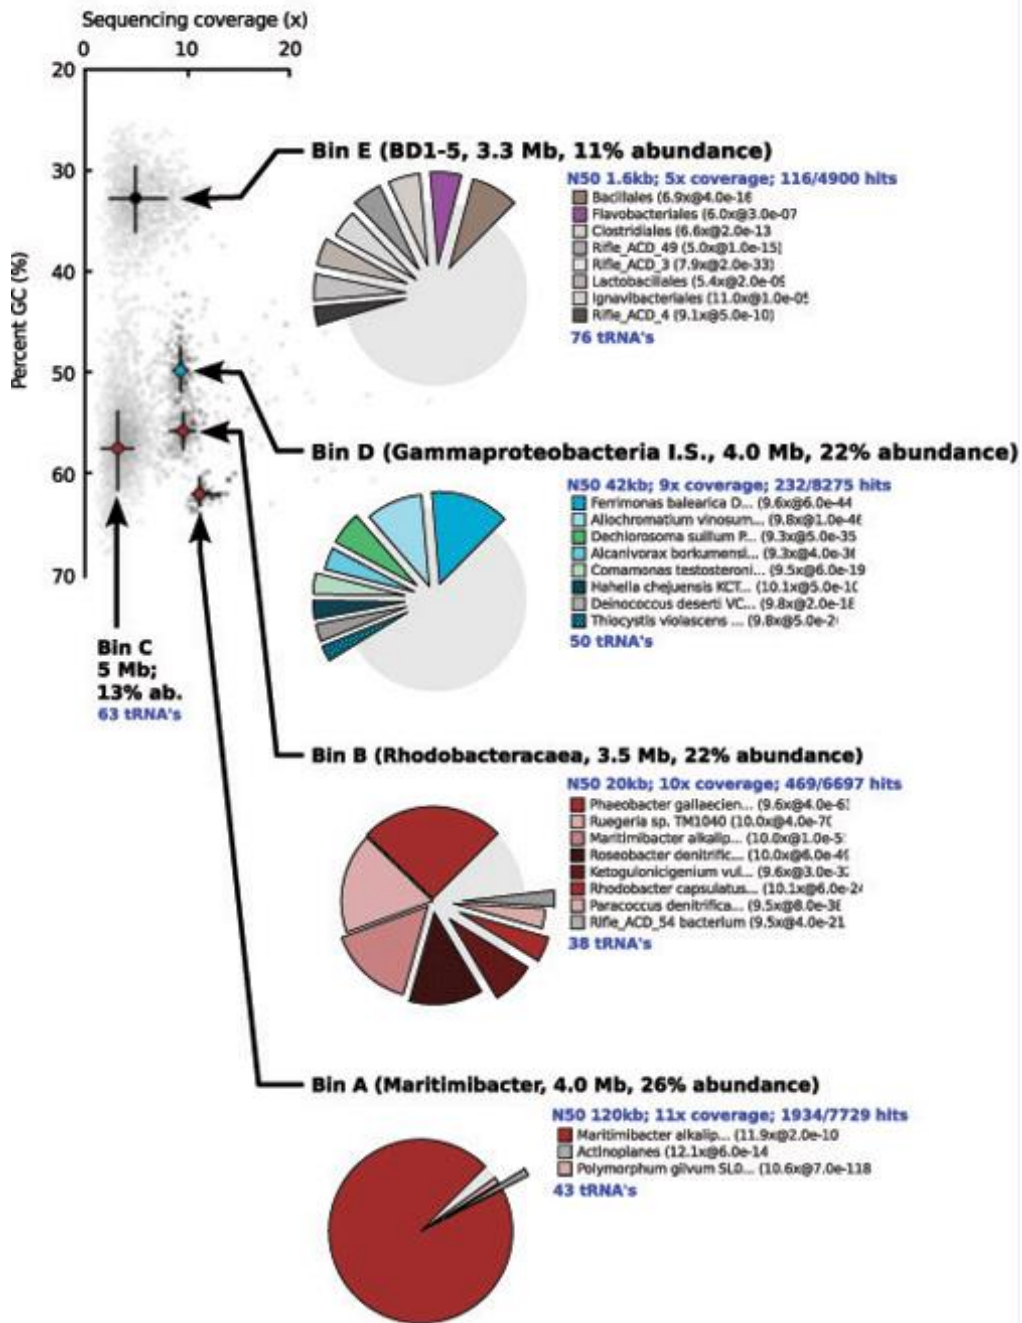 Sequencing coverage (x)
0 10 20
20
30
40
50
60
70
Percent GC (%)
Bin E (BD1-5, 3.3 Mb, 11% abundance)
N50 1.6kb; 5x coverage; 116/4900 hits
Bacillales (6.9x@4.0e-16
Flavobacteriales (6.0x@3.0e-07
Clostridiales (6.6x@2.0e-13
Rifle_ACD_49 (5.0x@1.0e-15)
Rifle_ACD_3 (7.9x@2.0e-33)
Lactobacillales (5.4x@2.0e-09
Ignavibacteriales (11.0x@1.0e-05
Rifle_ACD_4 (9.1x@5.0e-10)
76 tRNA's
Bin D (Gammaproteobacteria I.S., 4.0 Mb, 22% abundance)
N50 42kb; 9x coverage; 232/8275 hits
Ferrimonas balearica D... (9.6x@6.0e-44
Allochromatium vinosum... (9.8x@1.0e-46
Dechlorosoma suillum P... (9.3x@5.0e-35
Alcanivorax borkumensi... (9.3x@4.0e-36
Comamonas testosteroni... (9.5x@6.0e-19
Hahella chejuensis KCT... (10.1x@5.0e-10
Deinococcus deserti VC... (9.8x@2.0e-18
Thiocystis violascens ... (9.8x@5.0e-2
50 tRNA's
Bin C
5 Mb;
13% ab.
63 tRNA's
Bin B (Rhodobacteracaea, 3.5 Mb, 22% abundance)
N50 20kb; 10x coverage; 469/6697 hits
Phaeobacter gallaecien... (9.6x@4.0e-63
Ruegeria sp. TM1040 (10.0x@4.0e-70
Maritimibacter alkalip... (10.0x@1.0e-5
Roseobacter denitrific... (10.0x@6.0e-49
Ketogulonicigenium vul... (9.6x@3.0e-32
Rhodobacter capsulatus... (10.1x@6.0e-24
Paracoccus denitrifica... (9.5x@8.0e-38
Rifle_ACD_54 bacterium (9.5x@4.0e-21
38 tRNA's
Bin A (Maritimibacter, 4.0 Mb, 26% abundance)
N50 120kb; 11x coverage; 1934/7729 hits
Maritimibacter alkalip... (11.9x@2.0e-10
Actinoplanes (12.1x@6.0e-14
Polymorphum gilvum SL0... (10.6x@7.0e-118
43 tRNA's